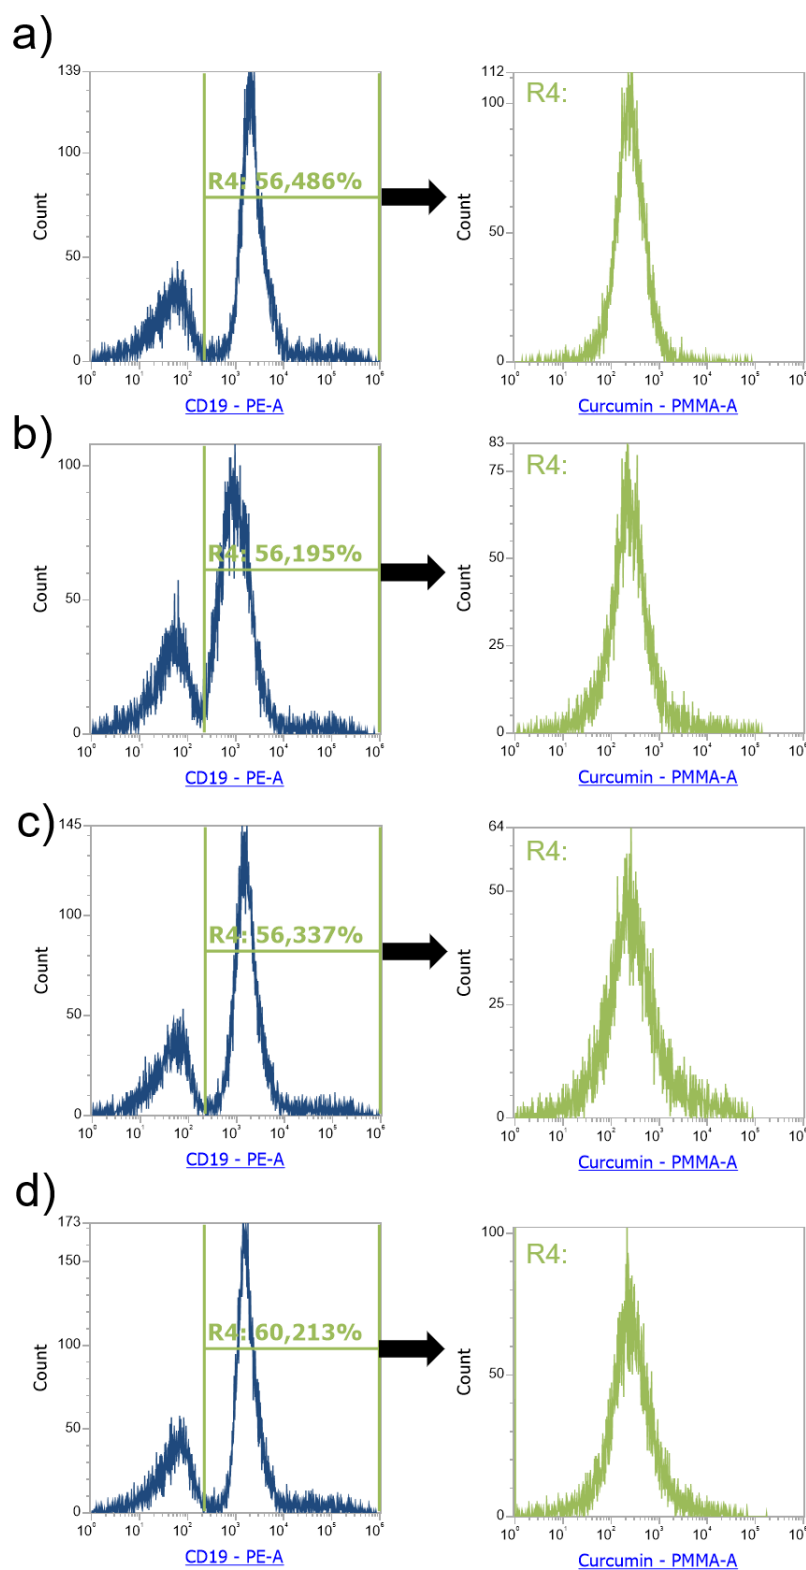 a)
139
100
50
0
Count
R4: 56,486%
10⁰ 10¹ 10² 10³ 10⁴ 10⁵ 10⁶
CD19 - PE-A
112
100
50
0
Count
R4:
10⁰ 10¹ 10² 10³ 10⁴ 10⁵ 10⁶
Curcumin - PMMA-A
b)
100
50
0
Count
R4: 56,195%
10⁰ 10¹ 10² 10³ 10⁴ 10⁵ 10⁶
CD19 - PE-A
83
75
50
25
0
Count
R4:
10⁰ 10¹ 10² 10³ 10⁴ 10⁵ 10⁶
Curcumin - PMMA-A
c)
145
100
50
0
Count
R4: 56,337%
10⁰ 10¹ 10² 10³ 10⁴ 10⁵ 10⁶
CD19 - PE-A
64
50
25
0
Count
R4:
10⁰ 10¹ 10² 10³ 10⁴ 10⁵ 10⁶
Curcumin - PMMA-A
d)
173
150
100
50
0
Count
R4: 60,213%
10⁰ 10¹ 10² 10³ 10⁴ 10⁵ 10⁶
CD19 - PE-A
100
50
0
Count
R4:
10⁰ 10¹ 10² 10³ 10⁴ 10⁵ 10⁶
Curcumin - PMMA-A